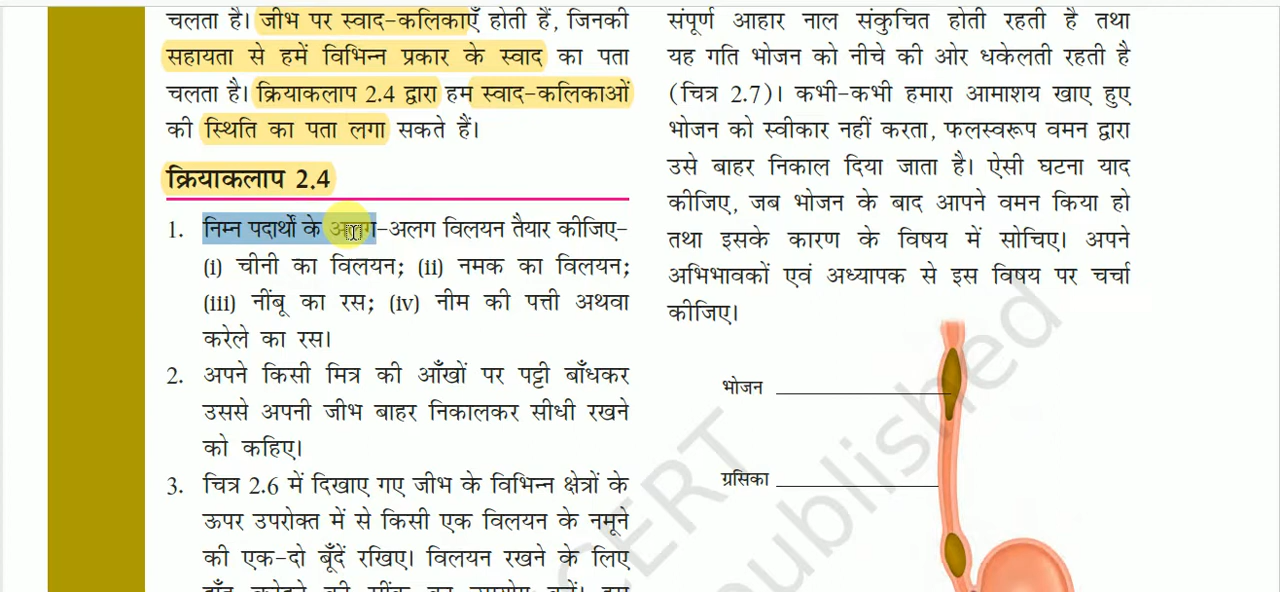 चलता है। जीभ पर स्वाद-कलिकाएँ होती हैं, जिनकी
सहायता से हमें विभिन्न प्रकार के स्वाद का पता
चलता है। क्रियाकलाप 2.4 द्वारा हम स्वाद-कलिकाओं
की स्थिति का पता लगा सकते हैं।
क्रियाकलाप 2.4
1. निम्न पदार्थों के अलग-अलग विलयन तैयार कीजिए-
(i) चीनी का विलयन; (ii) नमक का विलयन;
(iii) नींबू का रस; (iv) नीम की पत्ती अथवा
करेले का रस।
2. अपने किसी मित्र की आँखों पर पट्टी बाँधकर
उससे अपनी जीभ बाहर निकालकर सीधी रखने
को कहिए।
3. चित्र 2.6 में दिखाए गए जीभ के विभिन्न क्षेत्रों के
ऊपर उपरोक्त में से किसी एक विलयन के नमूने
की एक-दो बूँदें रखिए। विलयन रखने के लिए
संपूर्ण आहार नाल संकुचित होती रहती है तथा
यह गति भोजन को नीचे की ओर धकेलती रहती है
(चित्र 2.7)। कभी-कभी हमारा आमाशय खाए हुए
भोजन को स्वीकार नहीं करता, फलस्वरूप वमन द्वारा
उसे बाहर निकाल दिया जाता है। ऐसी घटना याद
कीजिए, जब भोजन के बाद आपने वमन किया हो
तथा इसके कारण के विषय में सोचिए। अपने
अभिभावकों एवं अध्यापक से इस विषय पर चर्चा
कीजिए।
भोजन
ग्रसिका
CERT
published